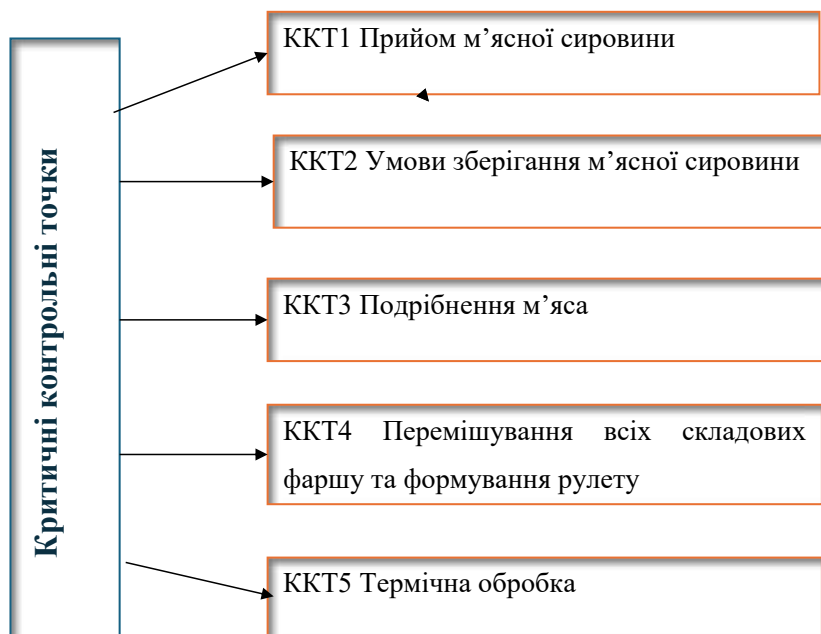 Критичні контрольні точки
ККТ1 Прийом м’ясної сировини
ККТ2 Умови зберігання м’ясної сировини
ККТ3 Подрібнення м’яса
ККТ4 Перемішування всіх складових
фаршу та формування рулету
ККТ5 Термічна обробка